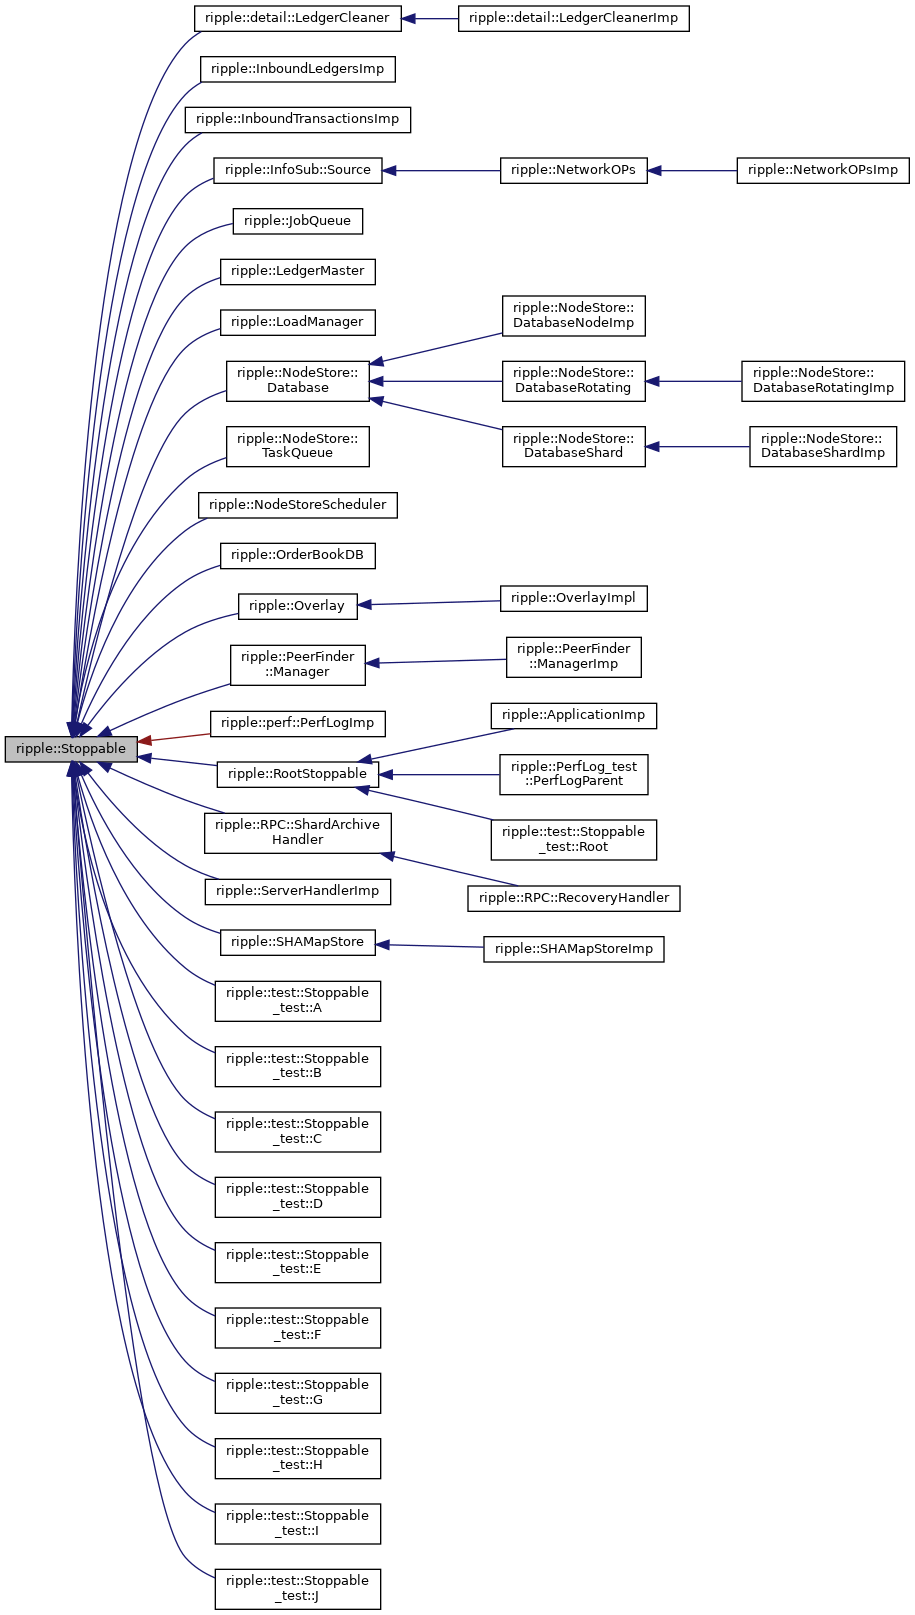 ripple::detail::LedgerCleaner
ripple::detail::LedgerCleanerImp
ripple::InboundLedgersImp
ripple::InboundTransactionsImp
ripple::InfoSub::Source
ripple::NetworkOPs
ripple::NetworkOPsImp
ripple::JobQueue
ripple::LedgerMaster
ripple::LoadManager
ripple::NodeStore::
Database
ripple::NodeStore::
DatabaseNodeImp
ripple::NodeStore::
DatabaseRotating
ripple::NodeStore::
DatabaseRotatingImp
ripple::NodeStore::
DatabaseShard
ripple::NodeStore::
DatabaseShardImp
ripple::NodeStore::
TaskQueue
ripple::NodeStoreScheduler
ripple::OrderBookDB
ripple::Overlay
ripple::OverlayImpl
ripple::PeerFinder
::Manager
ripple::PeerFinder
::ManagerImp
ripple::perf::PerfLogImp
ripple::Stoppable
ripple::RootStoppable
ripple::ApplicationImp
ripple::PerfLog_test
::PerfLogParent
ripple::test::Stoppable
_test::Root
ripple::RPC::ShardArchive
Handler
ripple::RPC::RecoveryHandler
ripple::ServerHandlerImp
ripple::SHAMapStore
ripple::SHAMapStoreImp
ripple::test::Stoppable
_test::A
ripple::test::Stoppable
_test::B
ripple::test::Stoppable
_test::C
ripple::test::Stoppable
_test::D
ripple::test::Stoppable
_test::E
ripple::test::Stoppable
_test::F
ripple::test::Stoppable
_test::G
ripple::test::Stoppable
_test::H
ripple::test::Stoppable
_test::I
ripple::test::Stoppable
_test::J